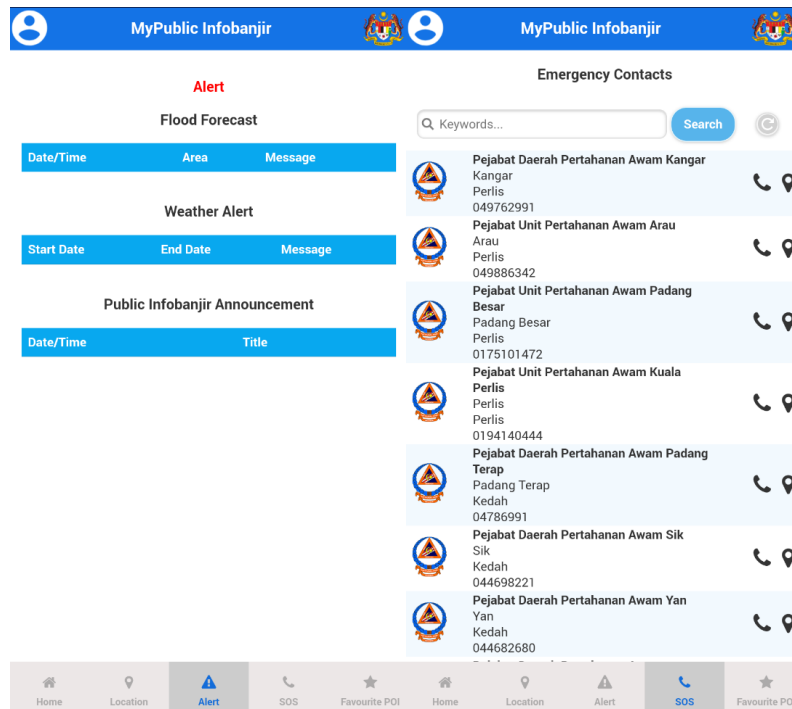 MyPublic Infobanjir
Alert
Flood Forecast
Date/Time Area Message
Weather Alert
Start Date End Date Message
Public Infobanjir Announcement
Date/Time Title
Home Location Alert SOS Favourite POI
MyPublic Infobanjir
Emergency Contacts
Keywords... Search
Pejabat Daerah Pertahanan Awam Kangar
Kangar
Perlis
049762991
Pejabat Unit Pertahanan Awam Arau
Arau
Perlis
049886342
Pejabat Unit Pertahanan Awam Padang
Besar
Padang Besar
Perlis
0175101472
Pejabat Unit Pertahanan Awam Kuala
Perlis
Perlis
Perlis
0194140444
Pejabat Daerah Pertahanan Awam Padang
Terap
Padang Terap
Kedah
04786991
Pejabat Daerah Pertahanan Awam Sik
Sik
Kedah
044698221
Pejabat Daerah Pertahanan Awam Yan
Yan
Kedah
044682680
Home Location Alert SOS Favourite PO